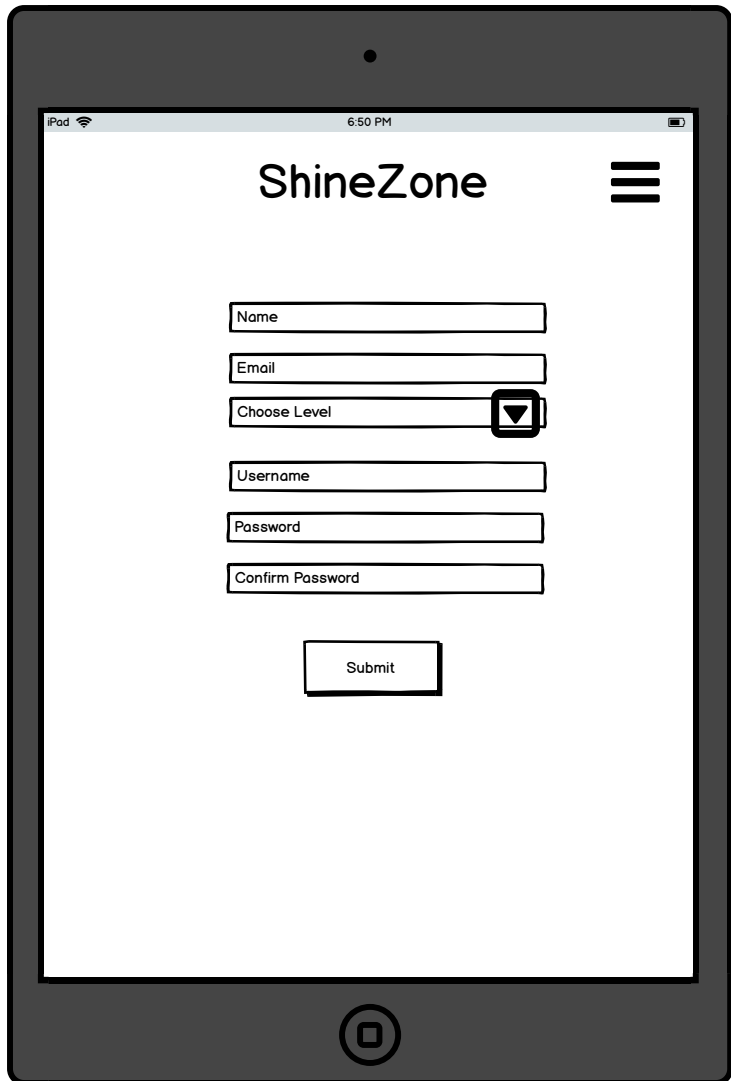 iPad
6:50 PM
ShineZone
Name
Email
Choose Level
Username
Password
Confirm Password
Submit